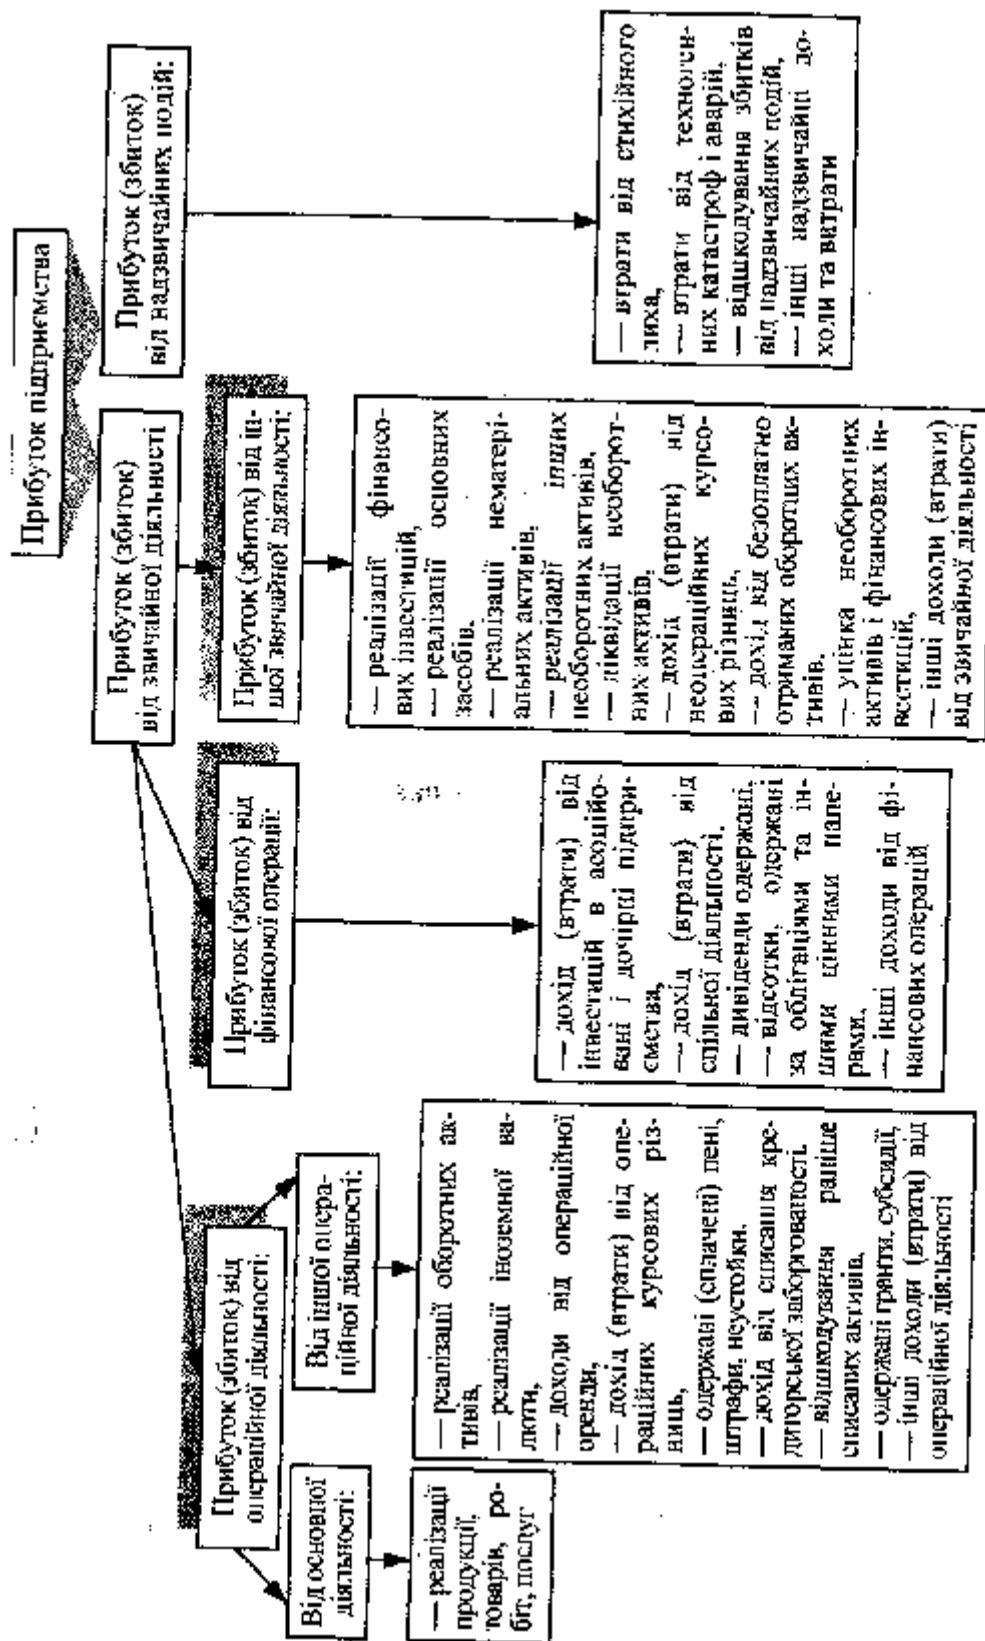 Прибуток підприємства
Прибуток (збиток)
від звичайної діяльності
Прибуток (збиток)
від надзвичайних подій:
Прибуток (збиток) від
операційної діяльності:
Прибуток (збиток) від
фінансової операції:
Прибуток (збиток) від ін-
шої звичайної діяльності:
Від основної
діяльності:
Від іншої опера-
ційної діяльності:
— реалізації
продукції,
товарів, ро-
біт, послуг
— реалізації оборотних ак-
тивів,
— реалізації іноземної ва-
люти,
— доходи від операційної
оренди,
— дохід (втрати) від опе-
раційних курсових різ-
ниць,
— одержані (сплачені) пені,
штрафи, неустойки,
— дохід від списання кре-
диторської заборгованості,
— відшкодування раніше
списаних активів,
— одержані гранти, субсидії,
— інші доходи (втрати) від
операційної діяльності
— дохід (втрати) від
інвестицій в асоційо-
вані і дочірні підпри-
ємства,
— дохід (втрати) від
спільної діяльності,
— дивіденди одержані,
— відсотки, одержані
за облігаціями та ін-
шими цінними папе-
рами,
— інші доходи від фі-
нансових операцій
— реалізації фінансо-
вих інвестицій,
— реалізації основних
засобів,
— реалізації нематері-
альних активів,
— реалізації інших
необоротних активів,
— ліквідації необорот-
них активів,
— дохід (втрати) від
неопераційних курсо-
вих різниць,
— дохід від безоплатно
отриманих оборотних ак-
тивів,
— уцінка необоротних
активів і фінансових ін-
вестицій,
— інші доходи (втрати)
від звичайної діяльності
— втрати від стихійного
лиха,
— втрати від техноген-
них катастроф і аварій,
— відшкодування збитків
від надзвичайних подій,
— інші надзвичайні до-
ходи та витрати